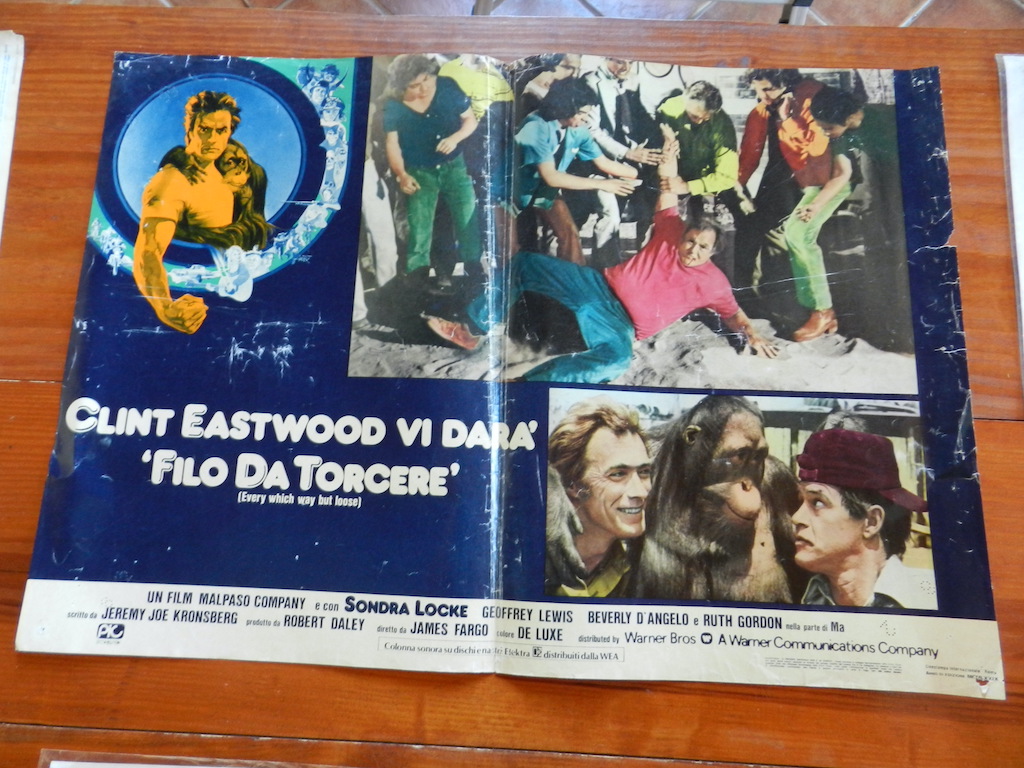 CLINT EASTWOOD VI DARA'
'FILO DA TORCERE'
(Every which way but loose)
UN FILM MALPASO COMPANY e con SONDRA LOCKE GEOFFREY LEWIS BEVERLY D'ANGELO e RUTH GORDON nella parte di Ma
scritto da JEREMY JOE KRONSBERG prodotto da ROBERT DALEY diretto da JAMES FARGO colore DE LUXE distributed by Warner Bros A Warner Communications Company
PIC
Colonna sonora su dischi e nastri Elektra distribuiti dalla WEA